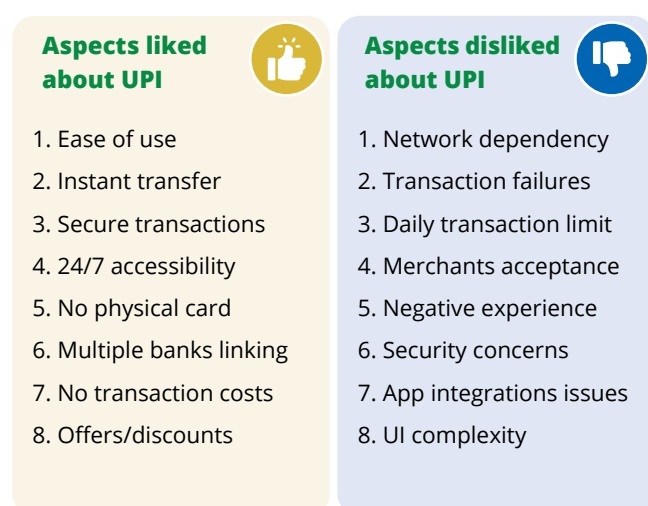 Aspects liked
about UPI
1. Ease of use
2. Instant transfer
3. Secure transactions
4. 24/7 accessibility
5. No physical card
6. Multiple banks linking
7. No transaction costs
8. Offers/discounts
Aspects disliked
about UPI
1. Network dependency
2. Transaction failures
3. Daily transaction limit
4. Merchants acceptance
5. Negative experience
6. Security concerns
7. App integrations issues
8. UI complexity